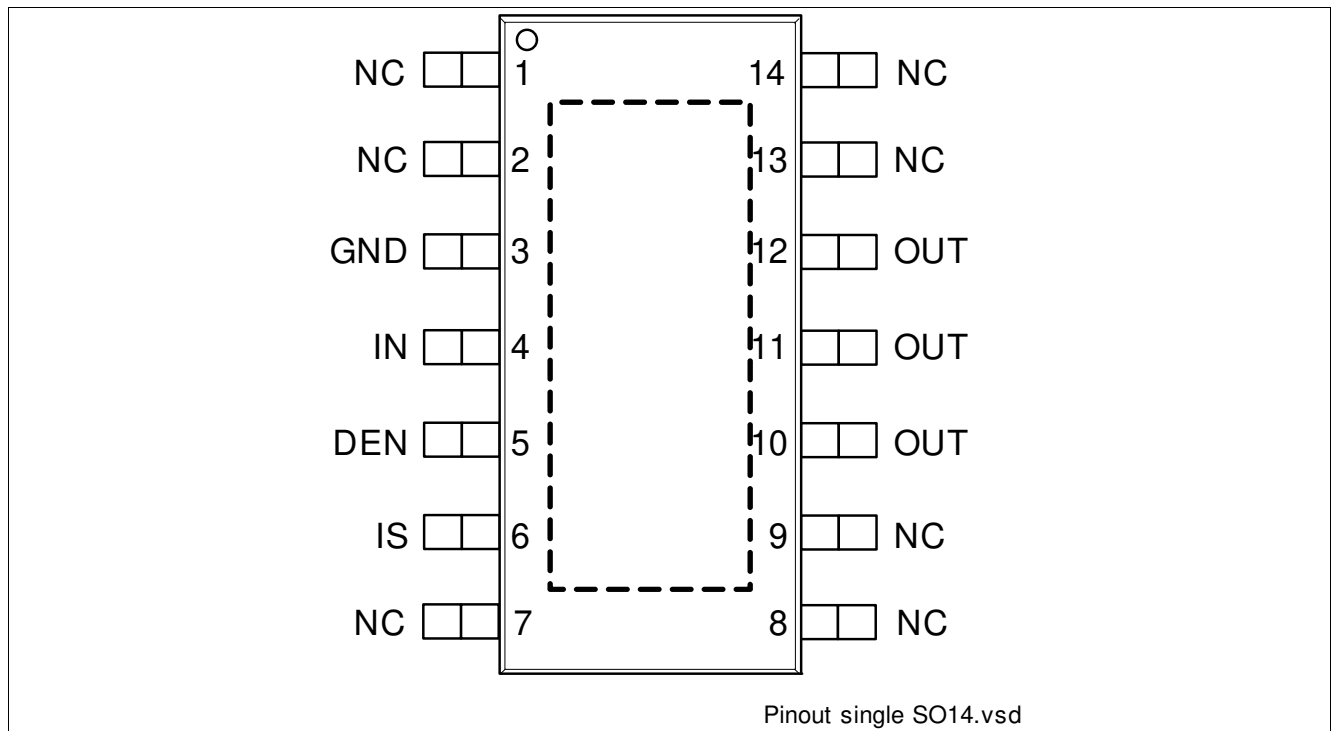 NC 1 14 NC
NC 2 13 NC
GND 3 12 OUT
IN 4 11 OUT
DEN 5 10 OUT
IS 6 9 NC
NC 7 8 NC
Pinout single SO14.vsd